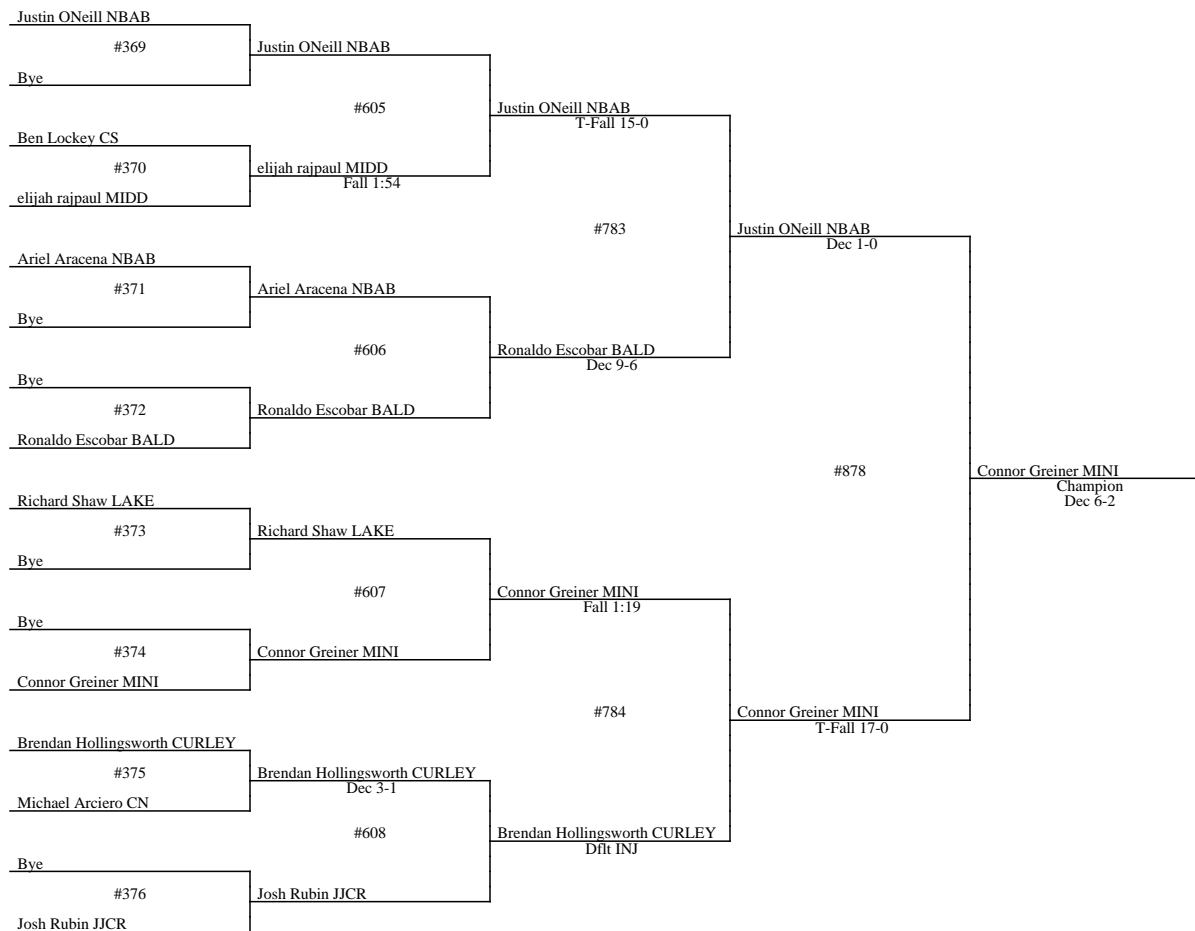 Justin ONeill NBAB
#369
Justin ONeill NBAB
Bye
#605
Justin ONeill NBAB
T-Fall 15-0
Ben Lockey CS
#370
elijah rajpaul MIDD
Fall 1:54
elijah rajpaul MIDD
#783
Justin ONeill NBAB
Dec 1-0
Ariel Aracena NBAB
#371
Ariel Aracena NBAB
Bye
#606
Ronaldo Escobar BALD
Dec 9-6
Bye
#372
Ronaldo Escobar BALD
Ronaldo Escobar BALD
#878
Connor Greiner MINI
Champion
Dec 6-2
Richard Shaw LAKE
#373
Richard Shaw LAKE
Bye
#607
Connor Greiner MINI
Fall 1:19
Bye
#374
Connor Greiner MINI
Connor Greiner MINI
#784
Connor Greiner MINI
T-Fall 17-0
Brendan Hollingsworth CURLEY
#375
Brendan Hollingsworth CURLEY
Dec 3-1
Michael Arciero CN
#608
Brendan Hollingsworth CURLEY
Dflt INJ
Bye
#376
Josh Rubin JJCR
Josh Rubin JJCR